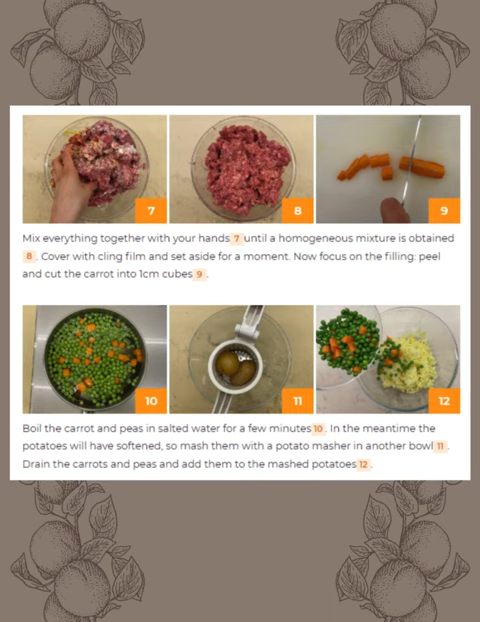 7
8
9
Mix everything together with your hands 7 until a homogeneous mixture is obtained
8 . Cover with cling film and set aside for a moment. Now focus on the filling: peel
and cut the carrot into 1cm cubes 9 .
10
11
12
Boil the carrot and peas in salted water for a few minutes 10 . In the meantime the
potatoes will have softened, so mash them with a potato masher in another bowl 11 .
Drain the carrots and peas and add them to the mashed potatoes 12 .